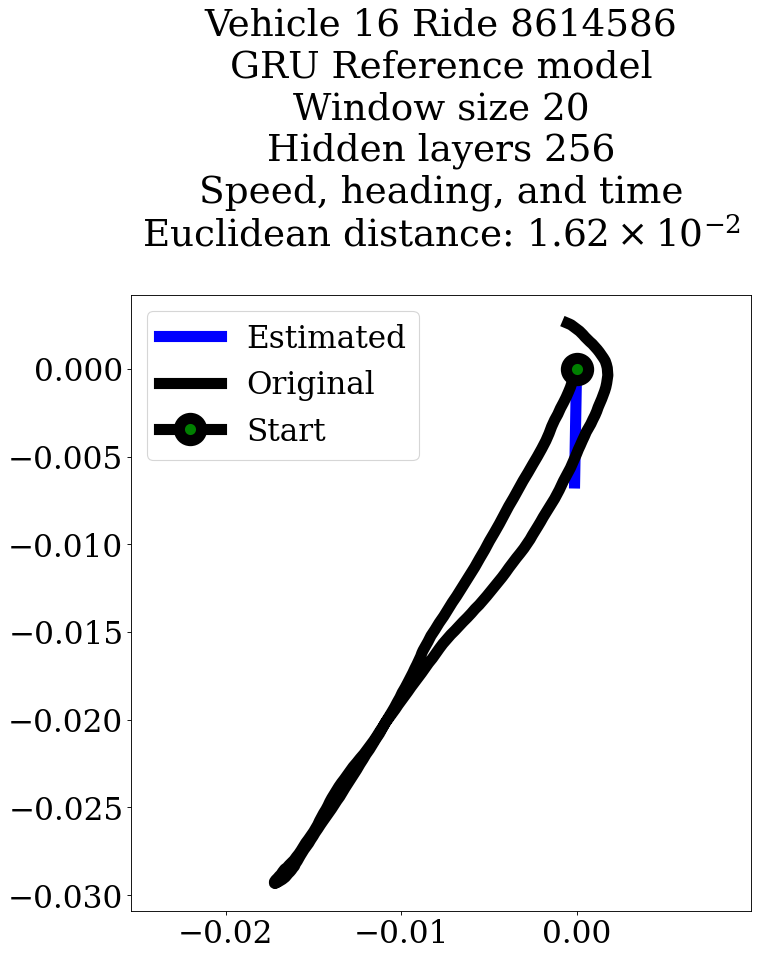 Vehicle 16 Ride 8614586
GRU Reference model
Window size 20
Hidden layers 256
Speed, heading, and time
Euclidean distance: 1.62 × 10⁻²
Estimated
Original
Start
0.000
−0.005
−0.010
−0.015
−0.020
−0.025
−0.030
−0.02
−0.01
0.00